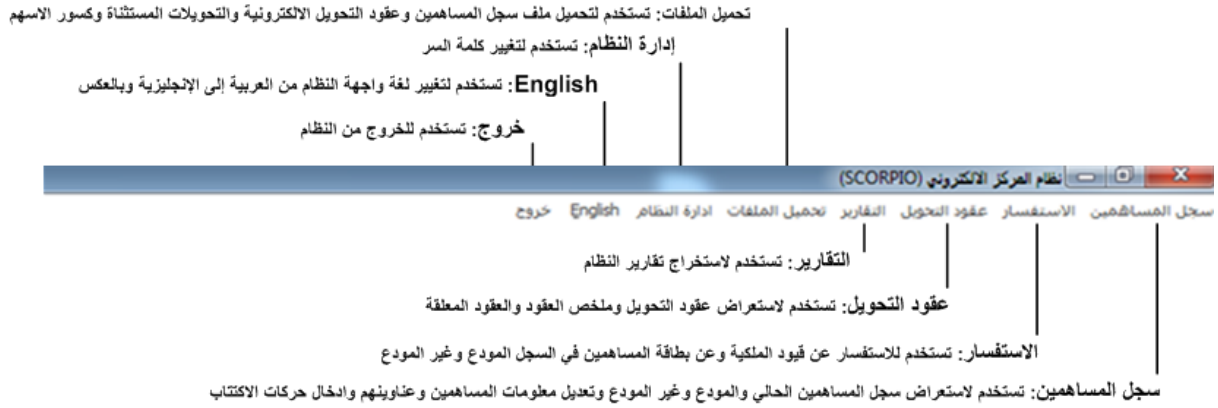 تحميل الملفات: تستخدم لتحميل ملف سجل المساهمين وعقود التحويل الالكترونية والتحويلات المستثناة وكسور الاسهم
إدارة النظام: تستخدم لتغيير كلمة السر
English: تستخدم لتغيير لغة واجهة النظام من العربية إلى الإنجليزية وبالعكس
خروج: تستخدم للخروج من النظام
نظام المركز الالكتروني (SCORPIO)
سجل المساهمين الاستفسار عقود التحويل التقارير تحميل الملفات ادارة النظام English خروج
التقارير: تستخدم لاستخراج تقارير النظام
عقود التحويل: تستخدم لاستعراض عقود التحويل وملخص العقود والعقود المعلقة
الاستفسار: تستخدم للاستفسار عن قيود الملكية وعن بطاقة المساهمين في السجل المودع وغير المودع
سجل المساهمين: تستخدم لاستعراض سجل المساهمين الحالي والمودع وغير المودع وتعديل معلومات المساهمين وعناوينهم وادخال حركات الاكتتاب